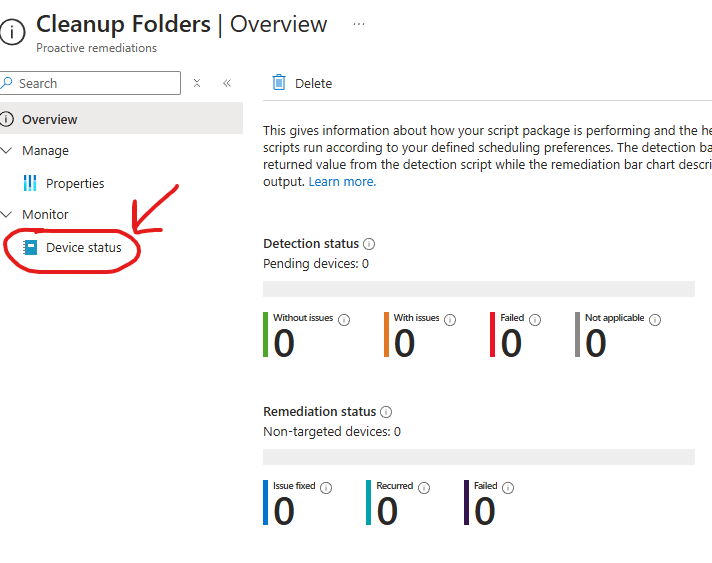 Cleanup Folders | Overview ...
Proactive remediations
Search
Delete
Overview
Manage
Properties
Monitor
Device status
This gives information about how your script package is performing and the he
scripts run according to your defined scheduling preferences. The detection ba
returned value from the detection script while the remediation bar chart descri
output. Learn more.
Detection status
Pending devices: 0
Without issues With issues Failed Not applicable
0 0 0 0
Remediation status
Non-targeted devices: 0
Issue fixed Recurred Failed
0 0 0